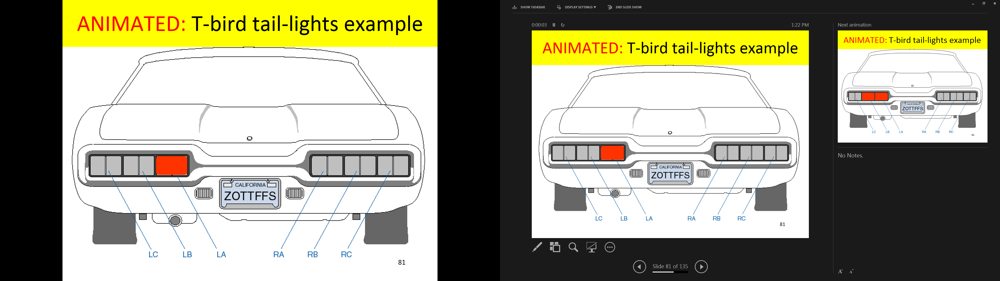 ANIMATED: T-bird tail-lights example
CALIFORNIA
ZOTTFFS
LC LB LA RA RB RC
81
SHOW TASKBAR DISPLAY SETTINGS ▼ END SLIDE SHOW
0:00:03 1:22 PM
ANIMATED: T-bird tail-lights example
CALIFORNIA
ZOTTFFS
LC LB LA RA RB RC
81
Slide 81 of 135
Next animation
ANIMATED: T-bird tail-lights example
CALIFORNIA
ZOTTFFS
LC LB LA RA RB RC
81
No Notes.
A A